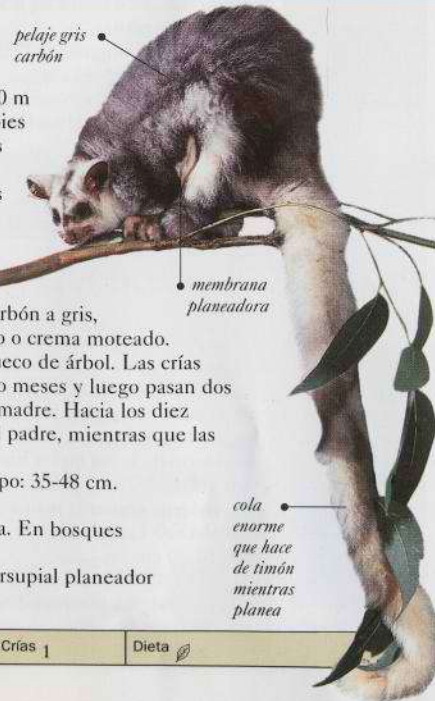 pelaje gris
carbón
0 m
ies
s
s
membrana
planeadora
rbón a gris,
o o crema moteado.
ueco de árbol. Las crías
o meses y luego pasan dos
madre. Hacia los diez
l padre, mientras que las
po: 35-48 cm.
a. En bosques
rsupial planeador
cola
enorme
que hace
de timón
mientras
planea
Crías 1
Dieta